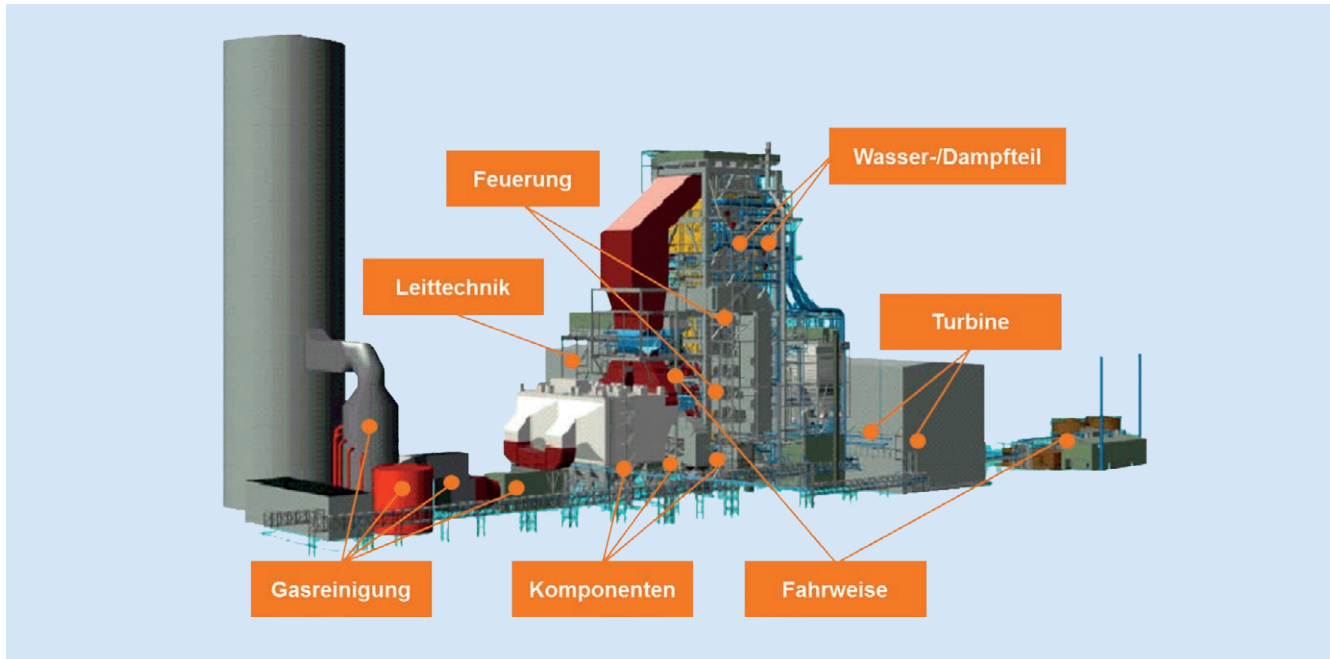 Wasser-/Dampfteil
Feuerung
Leittechnik
Turbine
Gasreinigung
Komponenten
Fahrweise